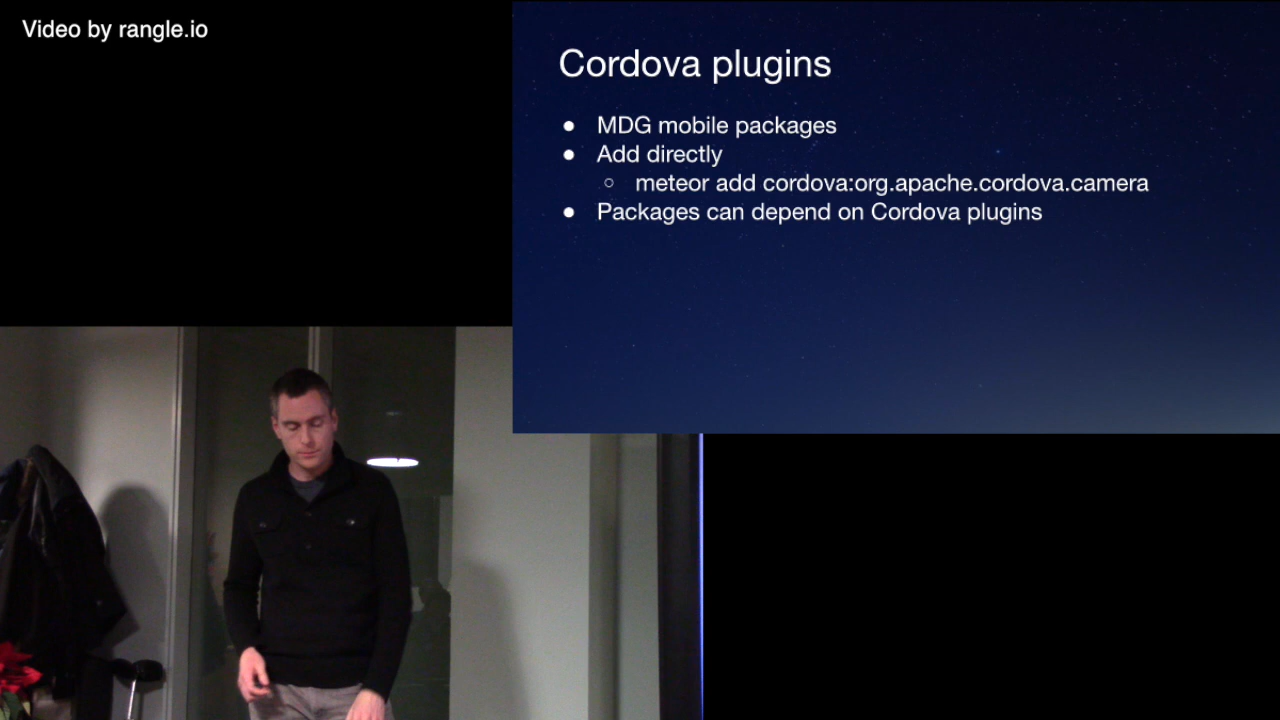 Video by rangle.io
Cordova plugins
● MDG mobile packages
● Add directly
○ meteor add cordova:org.apache.cordova.camera
● Packages can depend on Cordova plugins